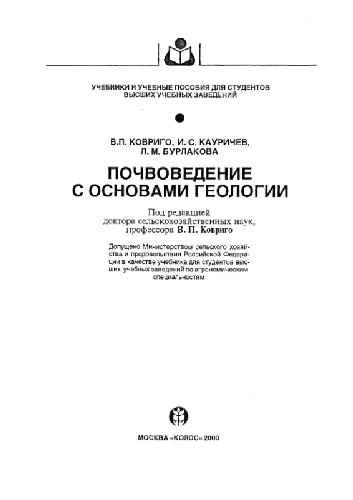 УЧЕБНИКИ И УЧЕБНЫЕ ПОСОБИЯ ДЛЯ СТУДЕНТОВ
ВЫСШИХ УЧЕБНЫХ ЗАВЕДЕНИЙ
В.П. КОВРИГО, И. С. КАУРИЧЕВ,
Л. М. БУРЛАКОВА
ПОЧВОВЕДЕНИЕ
С ОСНОВАМИ ГЕОЛОГИИ
Под редакцией
доктора сельскохозяйственных наук,
профессора В. П. Ковриго
Допущено Министерством сельского хозяй-
ства и продовольствия Российской Федера-
ции в качестве учебника для студентов выс-
ших учебных заведений по агрономическим
специальностям
МОСКВА «КОЛОС» 2000